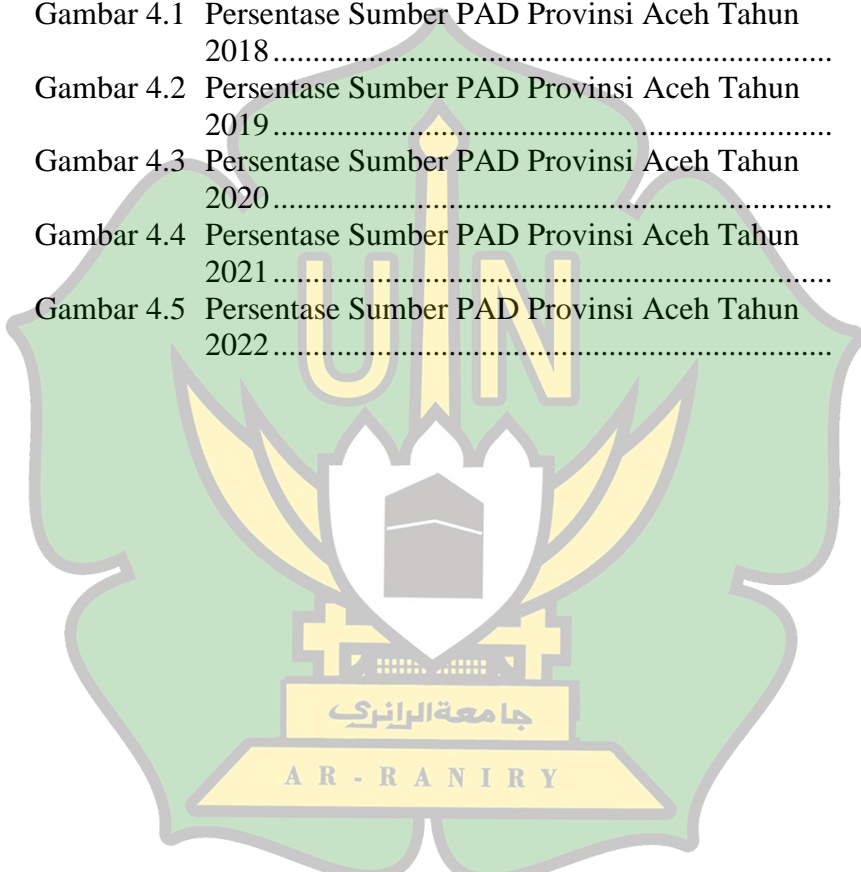 Gambar 4.1 Persentase Sumber PAD Provinsi Aceh Tahun
2018......................................................................
Gambar 4.2 Persentase Sumber PAD Provinsi Aceh Tahun
2019......................................................................
Gambar 4.3 Persentase Sumber PAD Provinsi Aceh Tahun
2020......................................................................
Gambar 4.4 Persentase Sumber PAD Provinsi Aceh Tahun
2021......................................................................
Gambar 4.5 Persentase Sumber PAD Provinsi Aceh Tahun
2022......................................................................
UIN
جامعة الرانري
AR-RANIRY